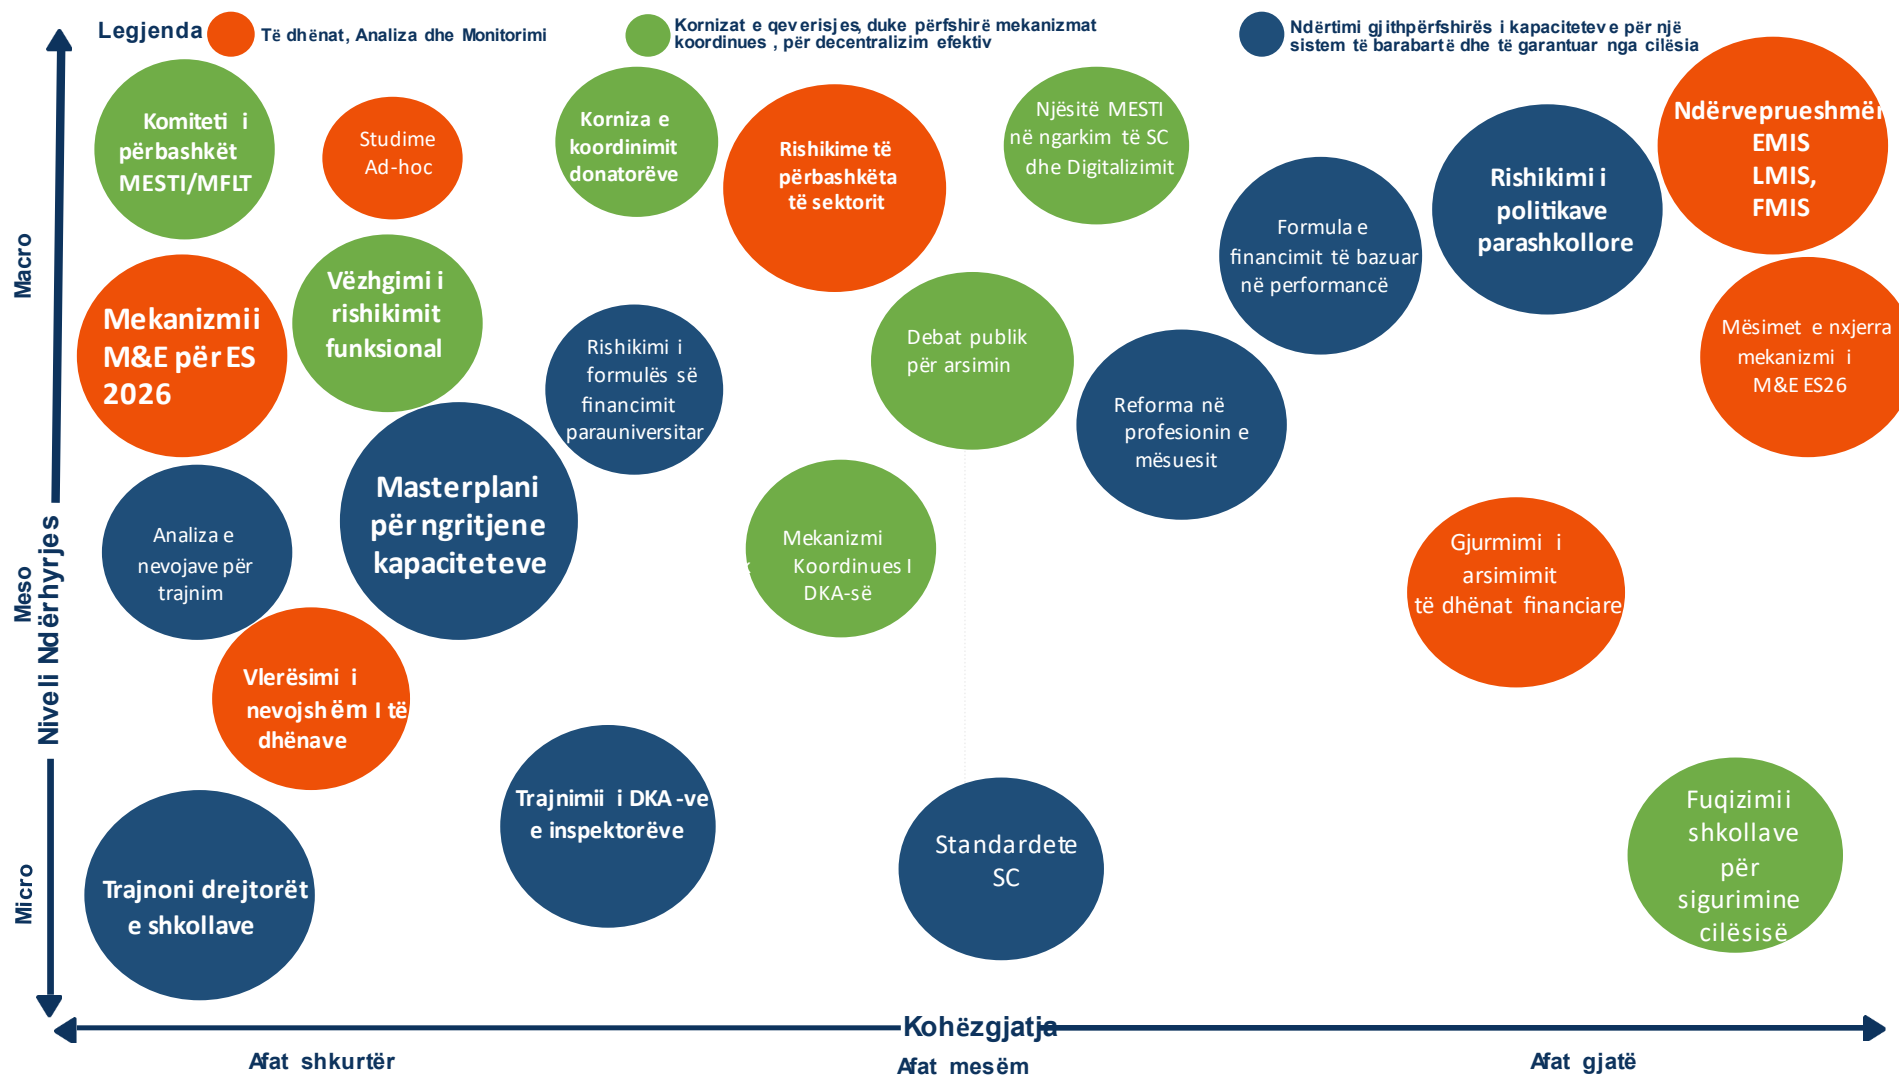 Legjenda
Të dhënat, Analiza dhe Monitorimi
Kornizat e qeverisjes, duke përfshirë mekanizmat
koordinues , për decentralizim efektiv
Ndërtimi gjithpërfshirës i kapaciteteve për një
sistem të barabartë dhe të garantuar nga cilësia
Komiteti i
përbashkët
MESTI/MFLT
Studime
Ad-hoc
Korniza e
koordinimit
donatorëve
Rishikime të
përbashkëta
të sektorit
Njësitë MESTI
në ngarkim të SC
dhe Digitalizimit
Formula e
financimit të bazuar
në performancë
Rishikimi i
politikave
parashkollore
Ndërveprueshmër
EMIS
LMIS,
FMIS
Macro
Mekanizmii
M&E për ES
2026
Vëzhgimi i
rishikimit
funksional
Rishikimi i
formulës së
financimit
parauniversitar
Debat publik
për arsimin
Reforma në
profesionin e
mësuesit
Mësimet e nxjerra
mekanizmi i
M&E ES26
Meso
Niveli Ndërhyrjes
Analiza e
nevojave për
trajnim
Masterplani
për ngritjene
kapaciteteve
Mekanizmi
Koordinues I
DKA-së
Gjurmimi i
arsimimit
të dhënat financiare
Vlerësimi i
nevojshëm I të
dhënave
Micro
Trajnoni drejtorët
e shkollave
Trajnimii i DKA -ve
e inspektorëve
Standardete
SC
Fuqizimii
shkollave
për
sigurimine
cilësisë
Kohëzgjatja
Afat shkurtër
Afat mesëm
Afat gjatë